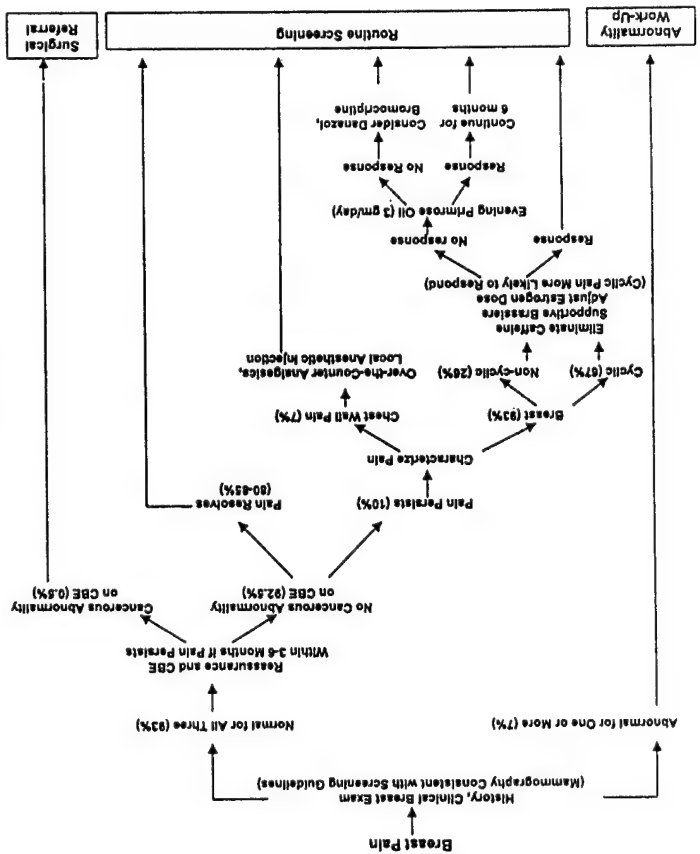 Breast Pain
History, Clinical Breast Exam
(Mammography Consistent with Screening Guidelines)
Abnormal for One or More (7%)
Normal for All Three (93%)
Reassurance and CBE
Within 3-6 Months if Pain Persists
No Cancerous Abnormality
on CBE (92.5%)
Cancerous Abnormality
on CBE (0.5%)
Pain Persists (10%)
Pain Resolves
(80-85%)
Characterize Pain
Breast (93%)
Chest Wall Pain (7%)
Cyclic (67%)
Non-cyclic (26%)
Over-the-Counter Analgesics,
Local Anesthetic Injection
Eliminate Caffeine
Supportive Brassiere
Adjust Estrogen Dose
(Cyclic Pain More Likely to Respond)
Response
No response
Evening Primrose Oil (3 gm/day)
Response
No Response
Continue for
6 months
Consider Danazol,
Bromocriptine
Abnormality
Work-Up
Routine Screening
Surgical
Referral